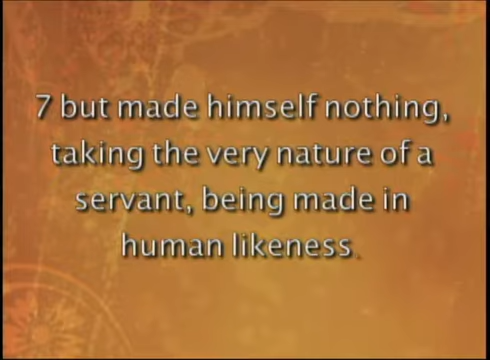 7 but made himself nothing,
taking the very nature of a
servant, being made in
human likeness.